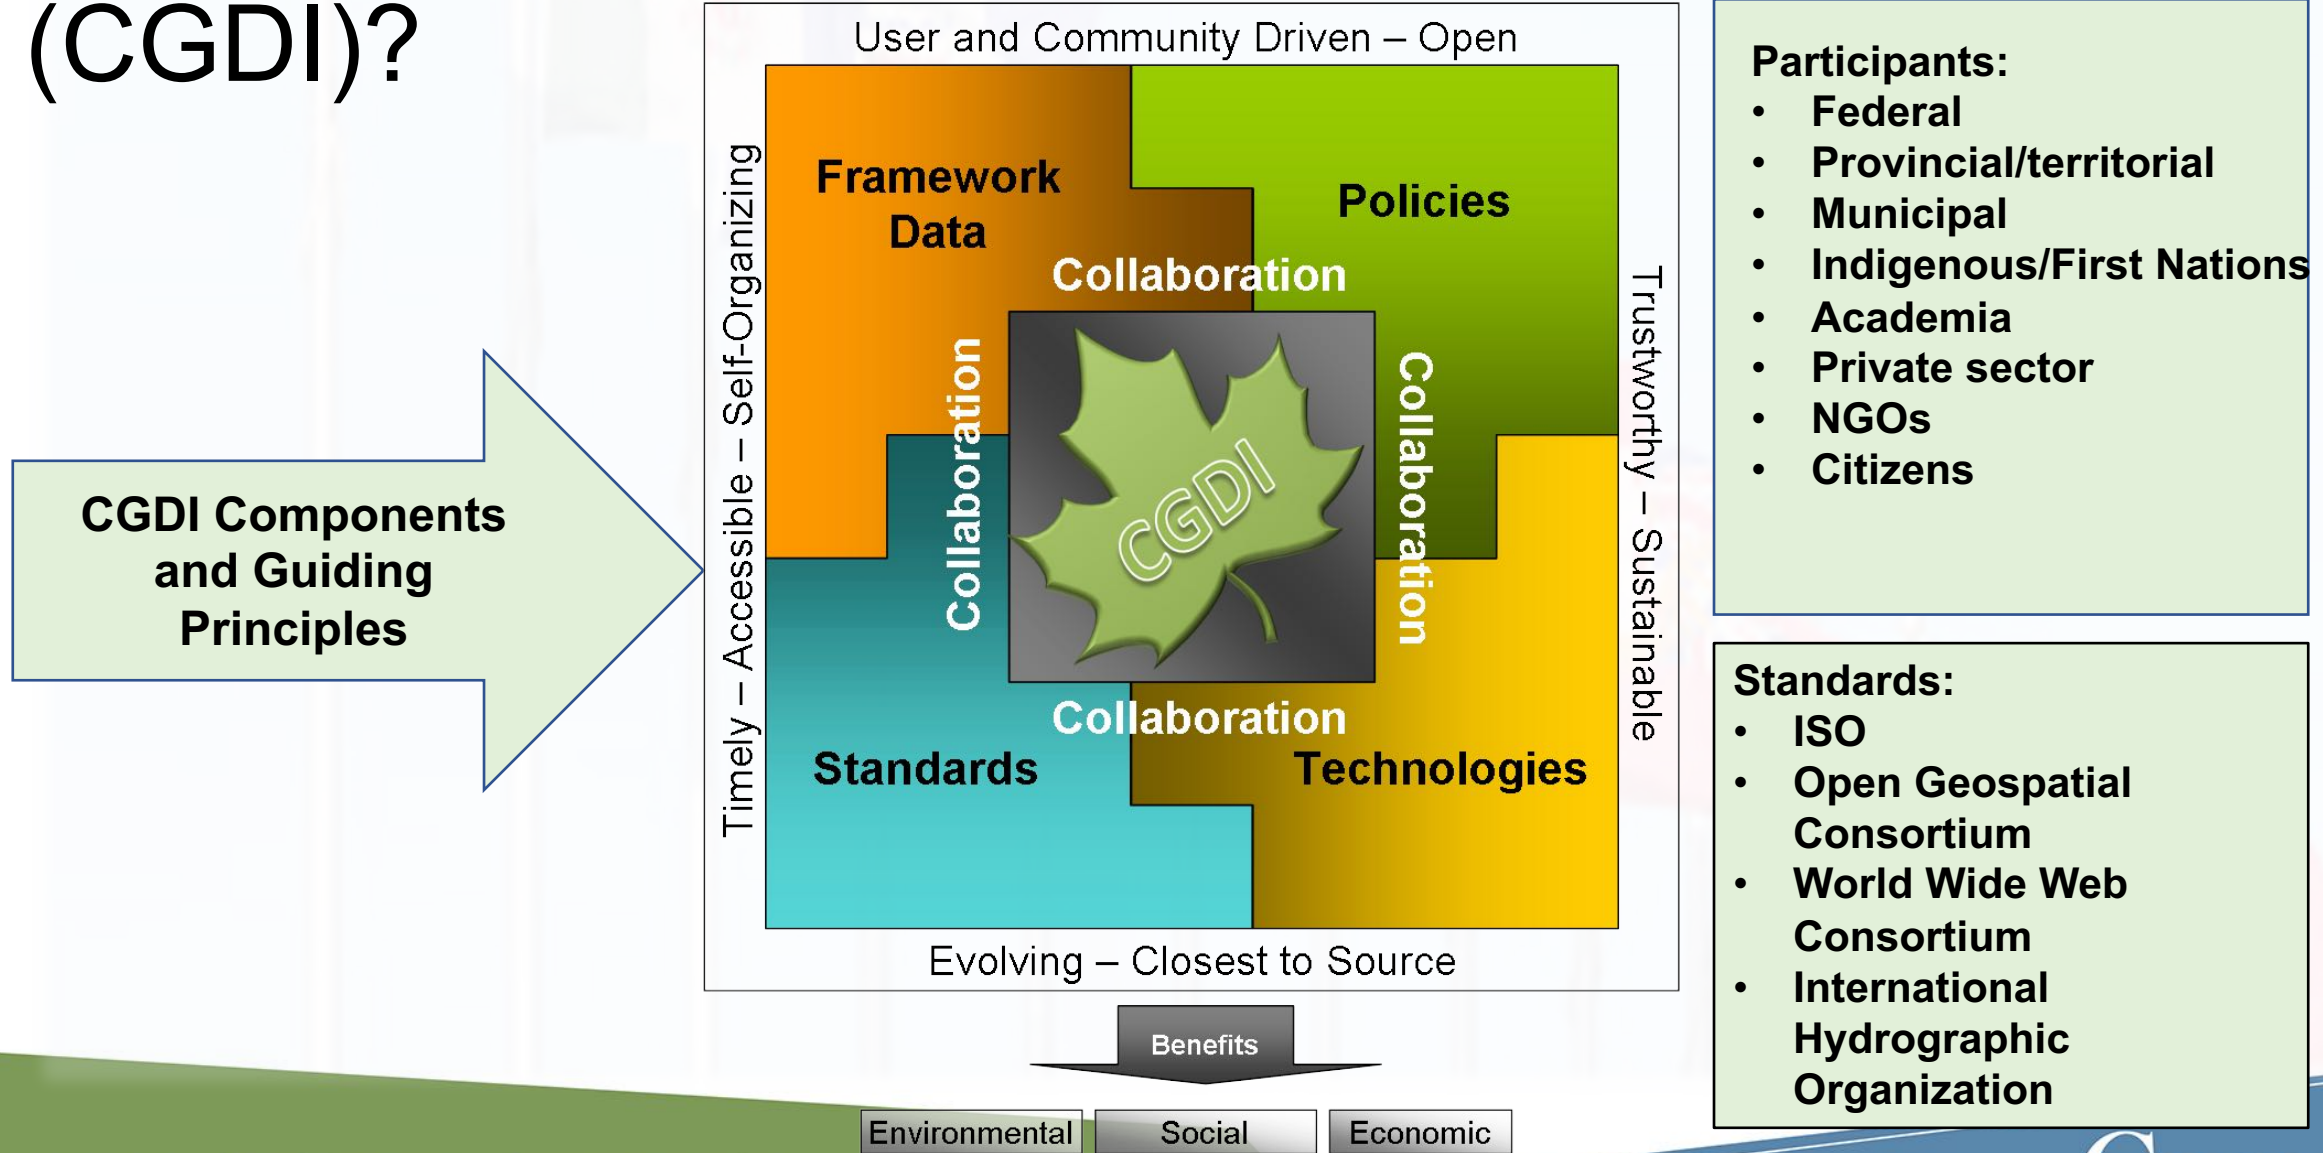 (CGDI)?
CGDI Components
and Guiding
Principles
User and Community Driven – Open
Timely – Accessible – Self-Organizing
Trustworthy – Sustainable
Evolving – Closest to Source
Framework
Data
Policies
Collaboration
Collaboration
Collaboration
Collaboration
CGDI
Standards
Technologies
Benefits
Environmental
Social
Economic
Participants:
• Federal
• Provincial/territorial
• Municipal
• Indigenous/First Nations
• Academia
• Private sector
• NGOs
• Citizens
Standards:
• ISO
• Open Geospatial
Consortium
• World Wide Web
Consortium
• International
Hydrographic
Organization